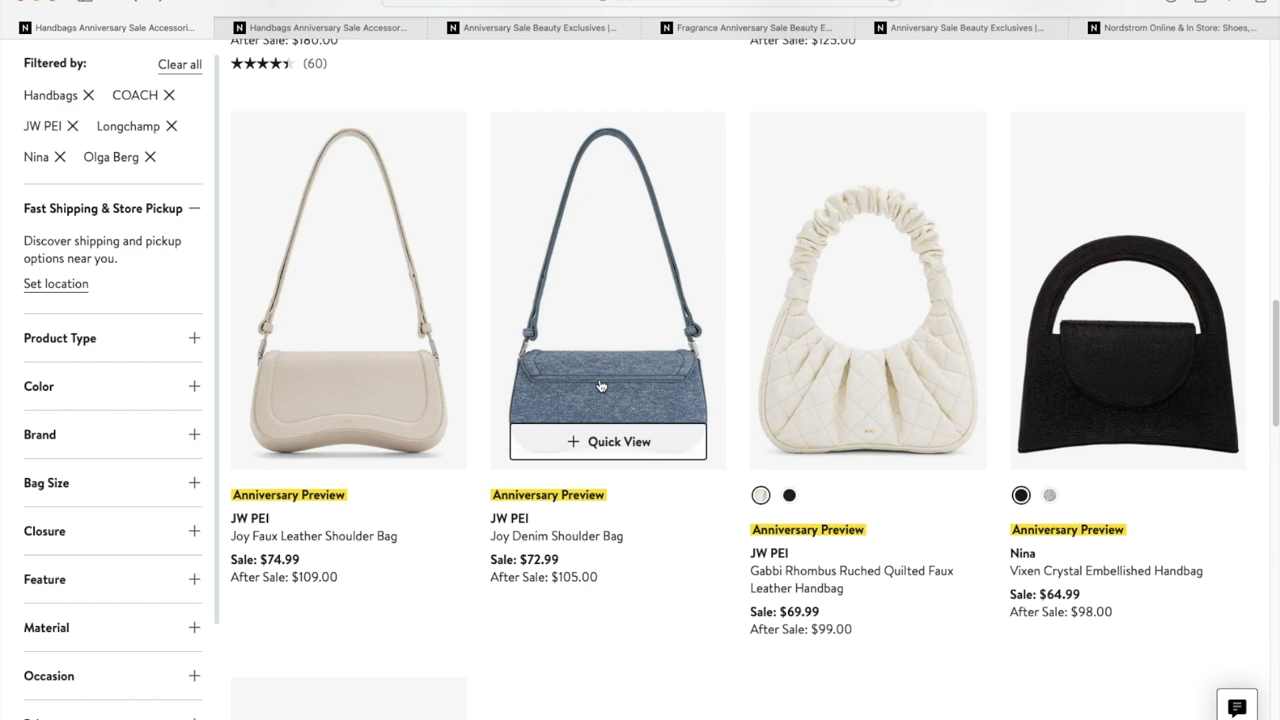 Handbags Anniversary Sale Accessori...
Handbags Anniversary Sale Accessor...
Anniversary Sale Beauty Exclusives |...
Fragrance Anniversary Sale Beauty E...
Anniversary Sale Beauty Exclusives |...
Nordstrom Online & In Store: Shoes,...
After Sale: $180.00
After Sale: $125.00
(60)
Filtered by:
Clear all
Handbags
COACH
JW PEI
Longchamp
Nina
Olga Berg
Fast Shipping & Store Pickup
Discover shipping and pickup
options near you.
Set location
Product Type
Color
Brand
Bag Size
Closure
Feature
Material
Occasion
Anniversary Preview
JW PEI
Joy Faux Leather Shoulder Bag
Sale: $74.99
After Sale: $109.00
Quick View
Anniversary Preview
JW PEI
Joy Denim Shoulder Bag
Sale: $72.99
After Sale: $105.00
Anniversary Preview
JW PEI
Gabbi Rhombus Ruched Quilted Faux
Leather Handbag
Sale: $69.99
After Sale: $99.00
Anniversary Preview
Nina
Vixen Crystal Embellished Handbag
Sale: $64.99
After Sale: $98.00